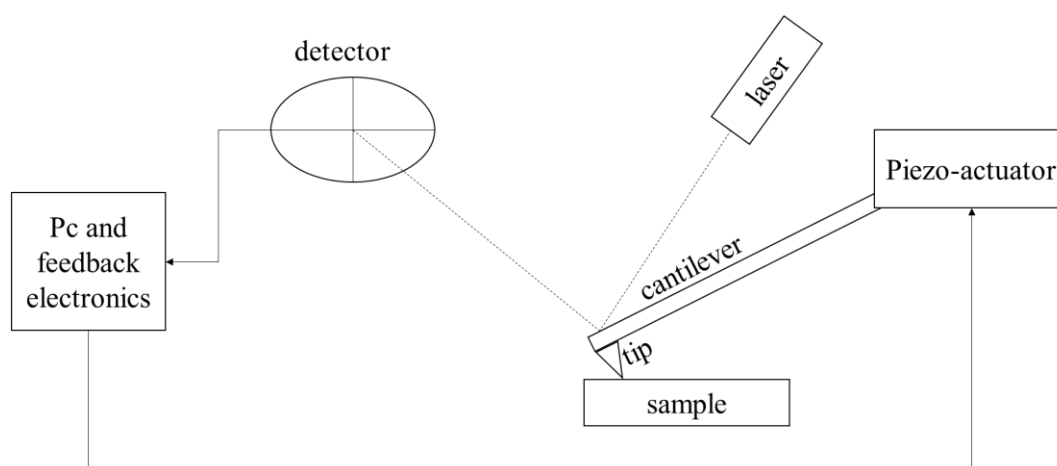 detector
laser
Piezo-actuator
Pc and
feedback
electronics
cantilever
tip
sample